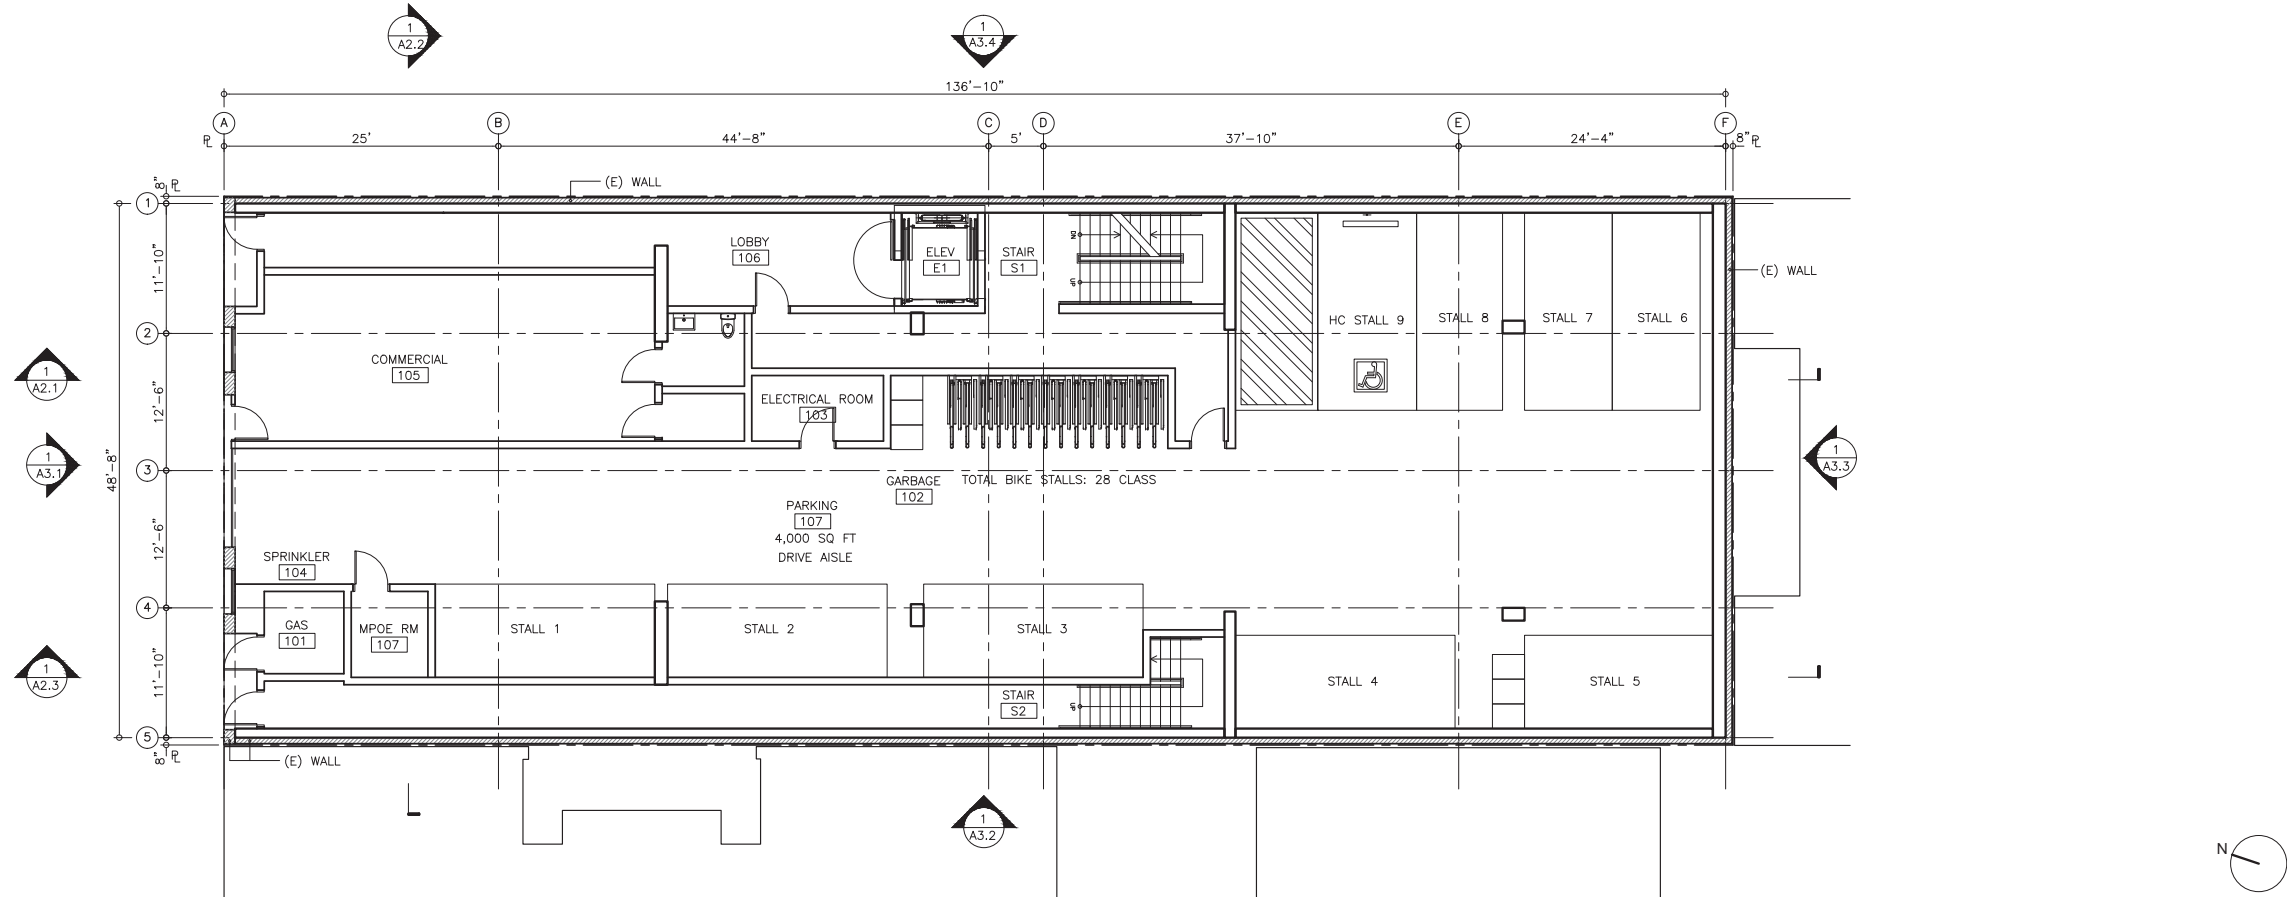 1
A2.2
1
A3.4
136'-10"
A
B
C
D
E
F
PL
25'
44'-8"
5'
37'-10"
24'-4"
8"
PL
8"
PL
(E) WALL
1
2
3
4
5
11'-10"
12'-6"
12'-6"
11'-10"
48'-8"
8"
PL
LOBBY
106
ELEV
E1
STAIR
S1
DN
UP
(E) WALL
HC STALL 9
STALL 8
STALL 7
STALL 6
1
A2.1
COMMERCIAL
105
ELECTRICAL ROOM
103
1
A3.1
1
A3.3
GARBAGE
102
TOTAL BIKE STALLS: 28 CLASS
PARKING
107
4,000 SQ FT
DRIVE AISLE
SPRINKLER
104
GAS
101
MPOE RM
107
STALL 1
STALL 2
STALL 3
1
A2.3
STALL 4
STALL 5
STAIR
S2
UP
(E) WALL
1
A3.2
N